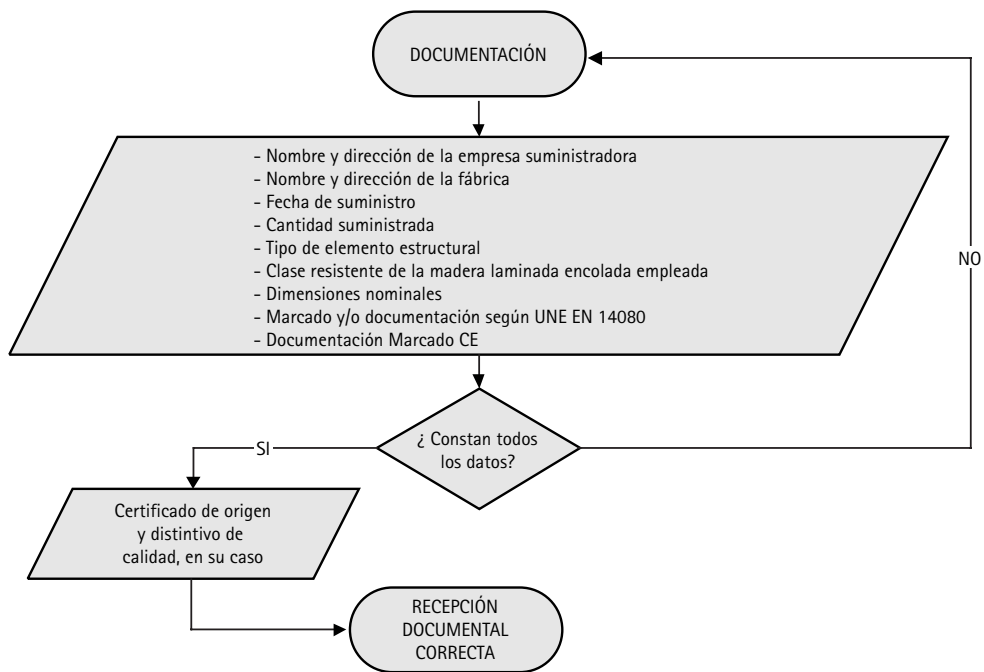 DOCUMENTACIÓN
- Nombre y dirección de la empresa suministradora
- Nombre y dirección de la fábrica
- Fecha de suministro
- Cantidad suministrada
- Tipo de elemento estructural
- Clase resistente de la madera laminada encolada empleada
- Dimensiones nominales
- Marcado y/o documentación según UNE EN 14080
- Documentación Marcado CE
NO
¿ Constan todos
los datos?
SI
Certificado de origen
y distintivo de
calidad, en su caso
RECEPCIÓN
DOCUMENTAL
CORRECTA